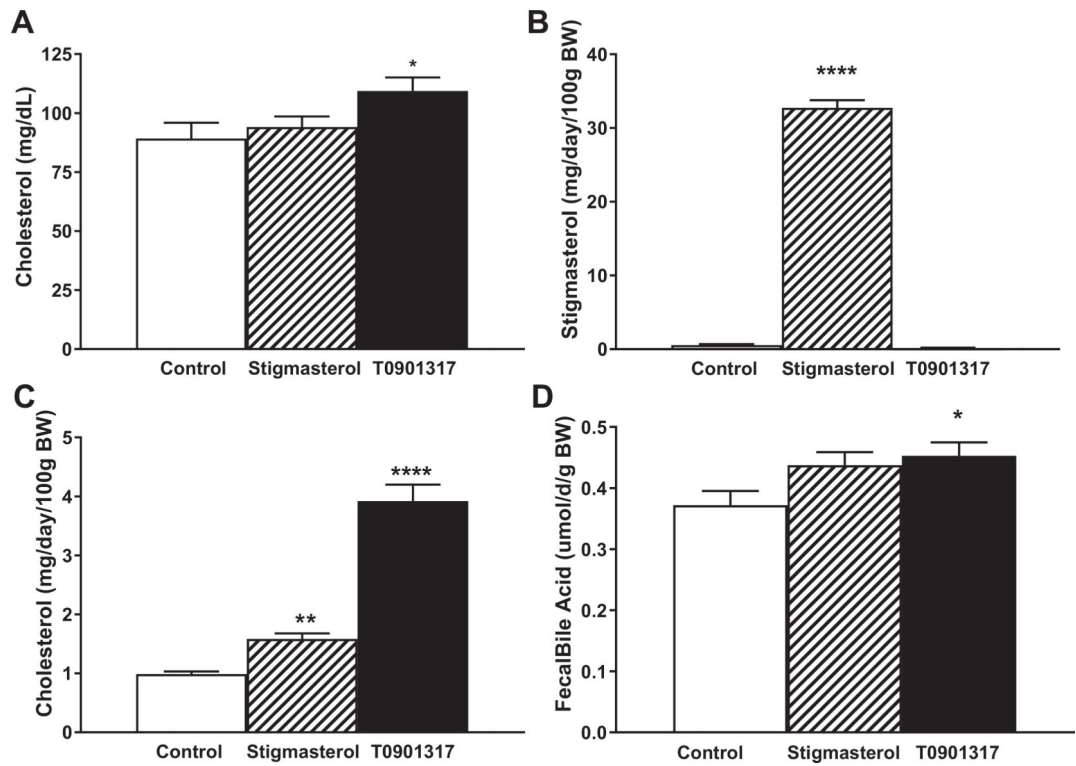 A
Cholesterol (mg/dL)
125
100
75
50
25
0
*
Control Stigmasterol T0901317
B
Stigmasterol (mg/day/100g BW)
40
30
20
10
0
****
Control Stigmasterol T0901317
C
Cholesterol (mg/day/100g BW)
5
4
3
2
1
0
**
****
Control Stigmasterol T0901317
D
FecalBile Acid (umol/d/g BW)
0.5
0.4
0.3
0.2
0.1
0.0
*
Control Stigmasterol T0901317